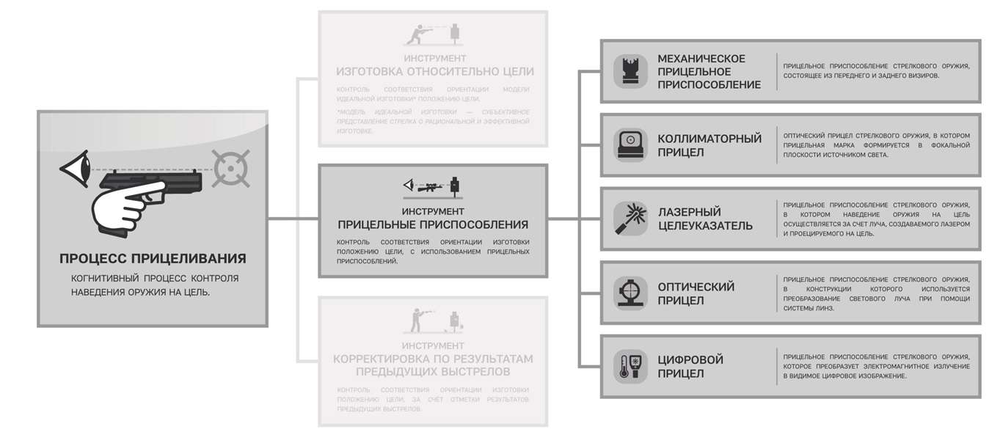 ПРОЦЕСС ПРИЦЕЛИВАНИЯ
КОГНИТИВНЫЙ ПРОЦЕСС КОНТРОЛЯ
НАВЕДЕНИЯ ОРУЖИЯ НА ЦЕЛЬ.
ИНСТРУМЕНТ
ИЗГОТОВКА ОТНОСИТЕЛЬНО ЦЕЛИ
КОНТРОЛЬ СООТВЕТСТВИЯ ОРИЕНТАЦИИ МОДЕЛИ
ИДЕАЛЬНОЙ ИЗГОТОВКИ* ПОЛОЖЕНИЮ ЦЕЛИ.
*МОДЕЛЬ ИДЕАЛЬНОЙ ИЗГОТОВКИ — СУБЪЕКТИВНОЕ
ПРЕДСТАВЛЕНИЕ СТРЕЛКА О РАЦИОНАЛЬНОЙ И ЭФФЕКТИВНОЙ
ИЗГОТОВКЕ.
ИНСТРУМЕНТ
ПРИЦЕЛЬНЫЕ ПРИСПОСОБЛЕНИЯ
КОНТРОЛЬ СООТВЕТСТВИЯ ОРИЕНТАЦИИ ИЗГОТОВКИ
ПОЛОЖЕНИЮ ЦЕЛИ, С ИСПОЛЬЗОВАНИЕМ ПРИЦЕЛЬНЫХ
ПРИСПОСОБЛЕНИЙ.
ИНСТРУМЕНТ
КОРРЕКТИРОВКА ПО РЕЗУЛЬТАТАМ
ПРЕДЫДУЩИХ ВЫСТРЕЛОВ
КОНТРОЛЬ СООТВЕТСТВИЯ ОРИЕНТАЦИИ ИЗГОТОВКИ
ПОЛОЖЕНИЮ ЦЕЛИ, ЗА СЧЁТ ОТМЕТКИ РЕЗУЛЬТАТОВ
ПРЕДЫДУЩИХ ВЫСТРЕЛОВ.
МЕХАНИЧЕСКОЕ
ПРИЦЕЛЬНОЕ
ПРИСПОСОБЛЕНИЕ
ПРИЦЕЛЬНОЕ ПРИСПОСОБЛЕНИЕ СТРЕЛКОВОГО ОРУЖИЯ,
СОСТОЯЩЕЕ ИЗ ПЕРЕДНЕГО И ЗАДНЕГО ВИЗИРОВ.
КОЛЛИМАТОРНЫЙ
ПРИЦЕЛ
ОПТИЧЕСКИЙ ПРИЦЕЛ СТРЕЛКОВОГО ОРУЖИЯ, В КОТОРОМ
ПРИЦЕЛЬНАЯ МАРКА ФОРМИРУЕТСЯ В ФОКАЛЬНОЙ
ПЛОСКОСТИ ИСТОЧНИКОМ СВЕТА.
ЛАЗЕРНЫЙ
ЦЕЛЕУКАЗАТЕЛЬ
ПРИЦЕЛЬНОЕ ПРИСПОСОБЛЕНИЕ СТРЕЛКОВОГО ОРУЖИЯ,
В КОТОРОМ НАВЕДЕНИЕ ОРУЖИЯ НА ЦЕЛЬ
ОСУЩЕСТВЛЯЕТСЯ ЗА СЧЕТ ЛУЧА, СОЗДАВАЕМОГО ЛАЗЕРОМ
И ПРОЕЦИРУЕМОГО НА ЦЕЛЬ.
ОПТИЧЕСКИЙ
ПРИЦЕЛ
ПРИЦЕЛЬНОЕ ПРИСПОСОБЛЕНИЕ СТРЕЛКОВОГО ОРУЖИЯ,
В КОНСТРУКЦИИ КОТОРОГО ИСПОЛЬЗУЕТСЯ
ПРЕОБРАЗОВАНИЕ СВЕТОВОГО ЛУЧА ПРИ ПОМОЩИ
СИСТЕМЫ ЛИНЗ.
ЦИФРОВОЙ
ПРИЦЕЛ
ПРИЦЕЛЬНОЕ ПРИСПОСОБЛЕНИЕ СТРЕЛКОВОГО ОРУЖИЯ,
КОТОРОЕ ПРЕОБРАЗУЕТ ЭЛЕКТРОМАГНИТНОЕ ИЗЛУЧЕНИЕ
В ВИДИМОЕ ЦИФРОВОЕ ИЗОБРАЖЕНИЕ.